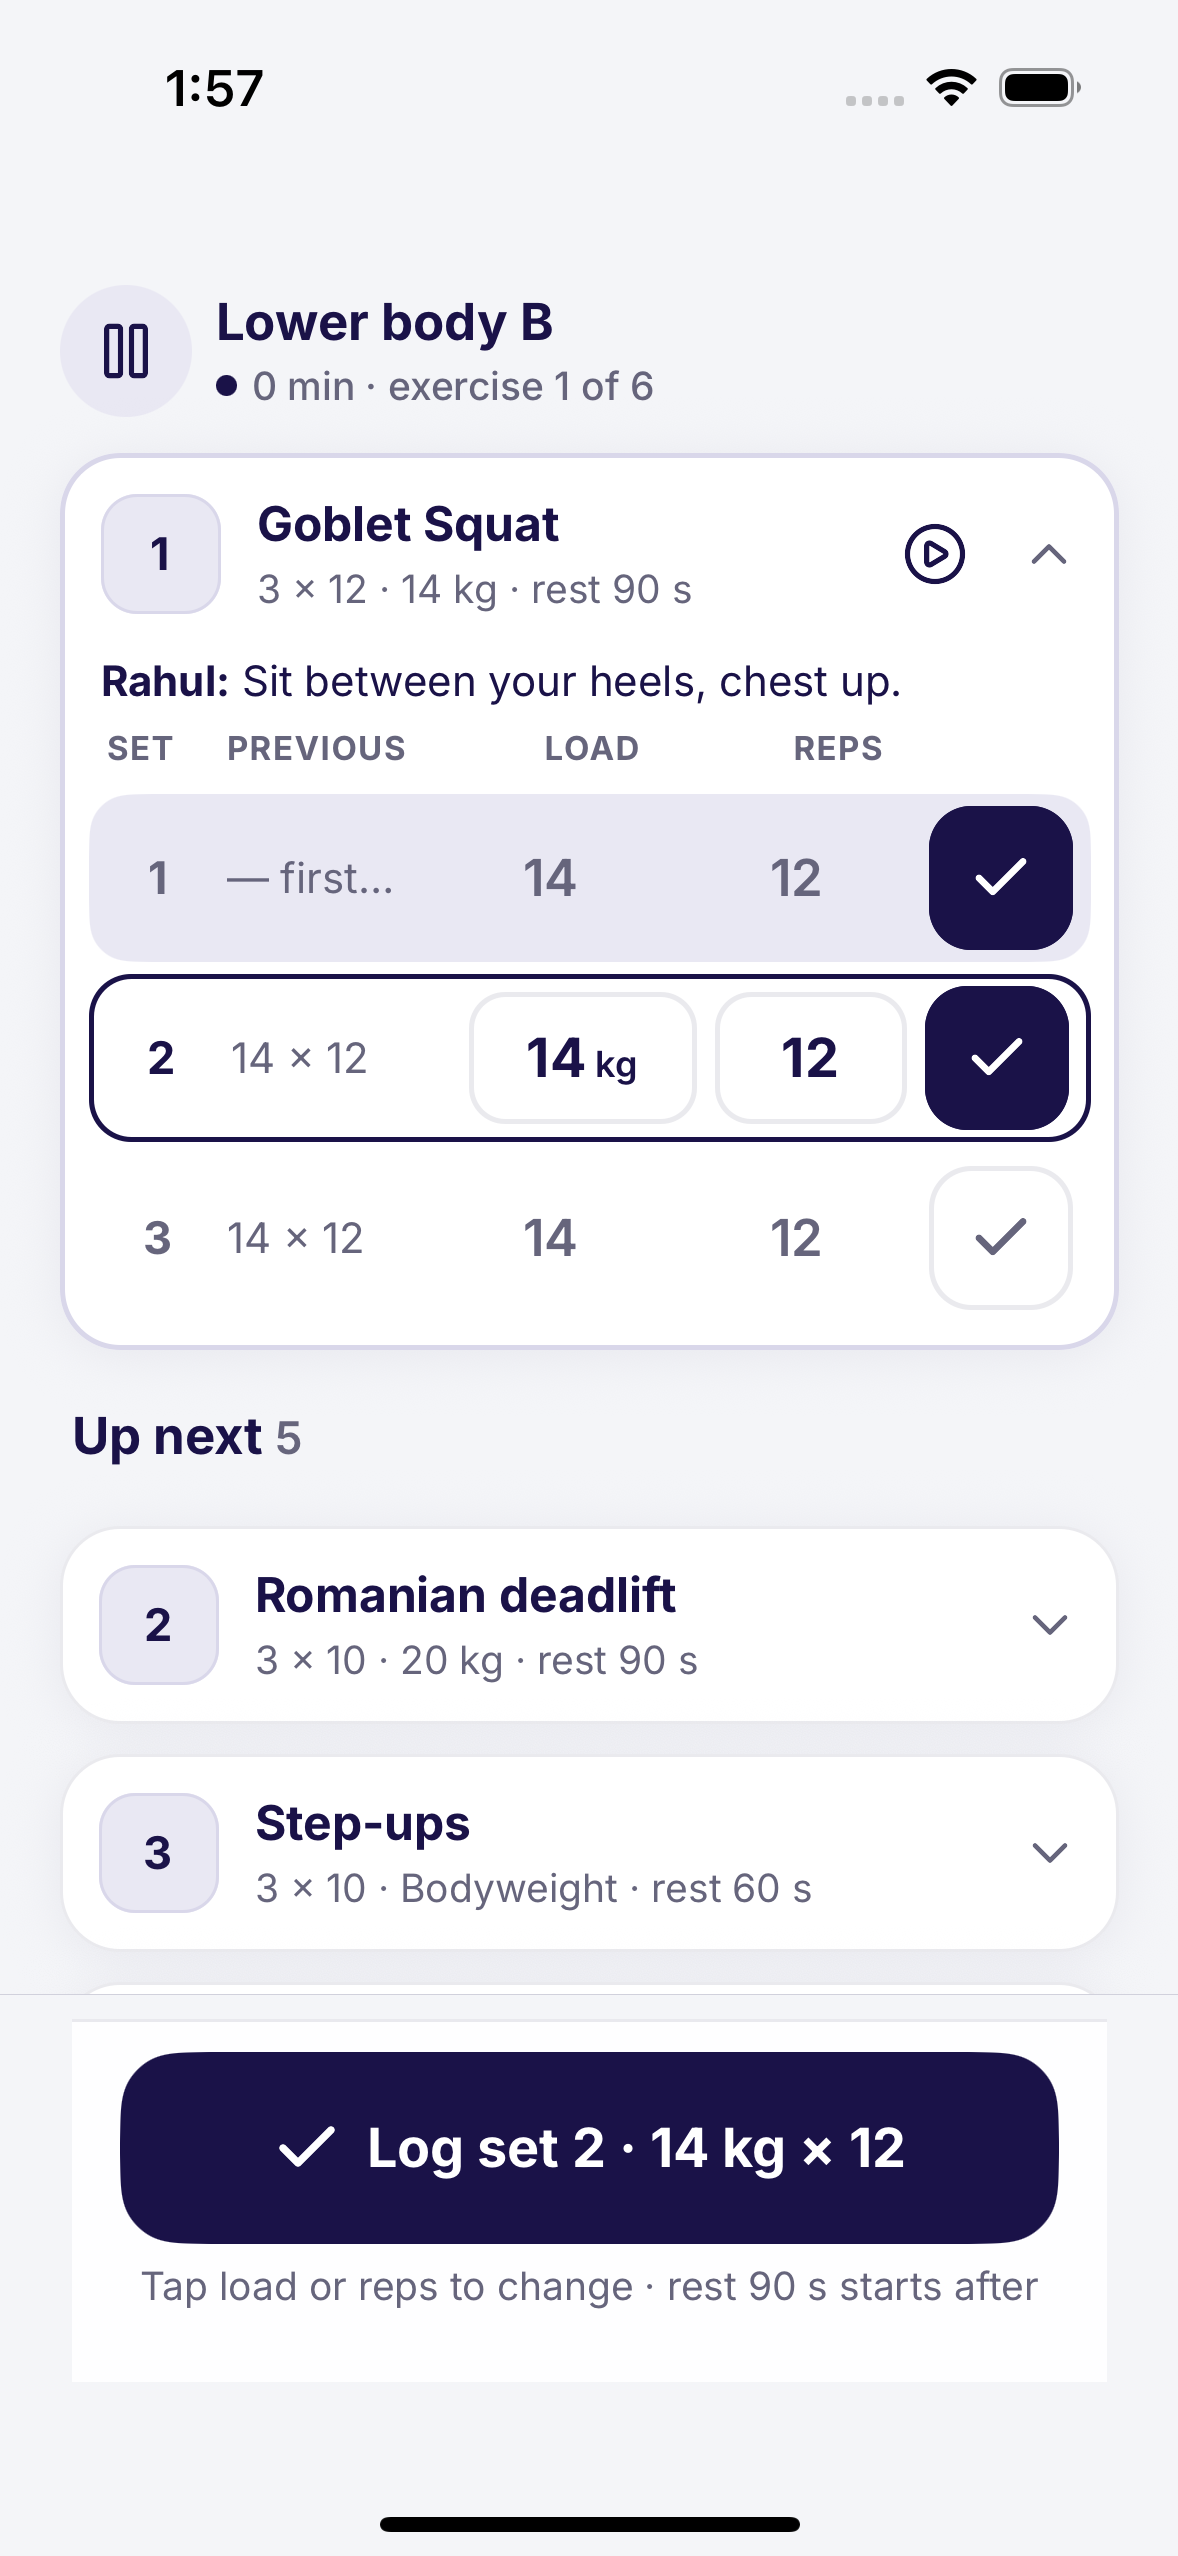 1:57
Lower body B
0 min · exercise 1 of 6
1
Goblet Squat
3 × 12 · 14 kg · rest 90 s
Rahul: Sit between your heels, chest up.
SET PREVIOUS LOAD REPS
1 — first... 14 12
2 14 × 12 14 kg 12
3 14 × 12 14 12
Up next 5
2
Romanian deadlift
3 × 10 · 20 kg · rest 90 s
3
Step-ups
3 × 10 · Bodyweight · rest 60 s
Log set 2 · 14 kg × 12
Tap load or reps to change · rest 90 s starts after